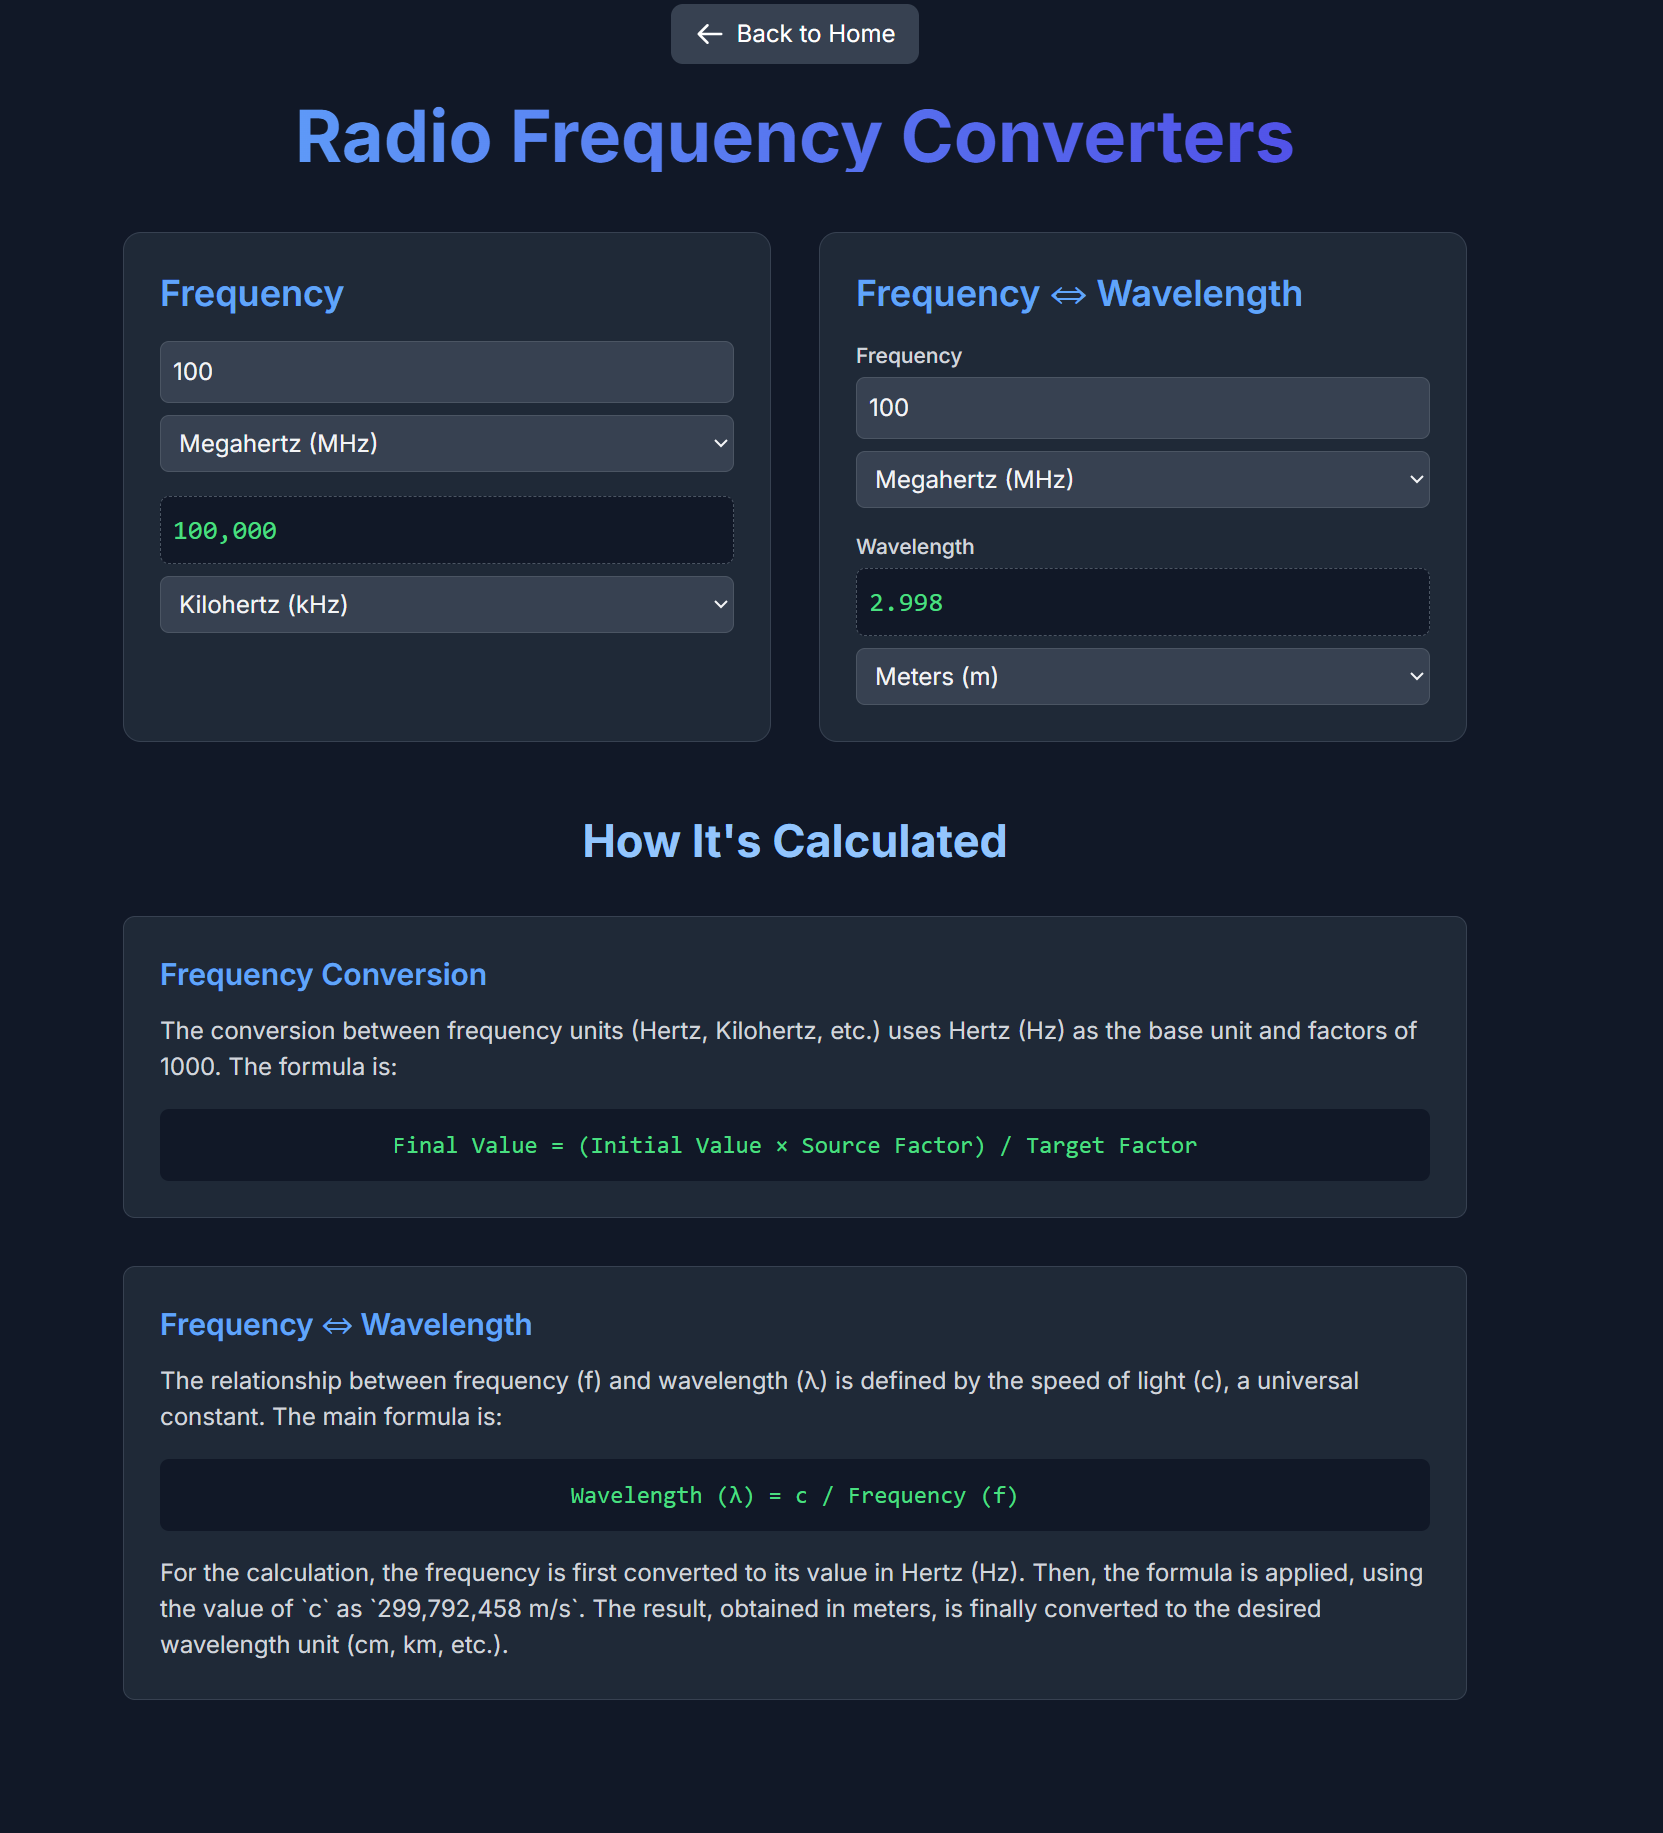 ← Back to Home
Radio Frequency Converters
Frequency
100
Megahertz (MHz)
100,000
Kilohertz (kHz)
Frequency ⇔ Wavelength
Frequency
100
Megahertz (MHz)
Wavelength
2.998
Meters (m)
How It's Calculated
Frequency Conversion
The conversion between frequency units (Hertz, Kilohertz, etc.) uses Hertz (Hz) as the base unit and factors of
1000. The formula is:
Final Value = (Initial Value × Source Factor) / Target Factor
Frequency ⇔ Wavelength
The relationship between frequency (f) and wavelength (λ) is defined by the speed of light (c), a universal
constant. The main formula is:
Wavelength (λ) = c / Frequency (f)
For the calculation, the frequency is first converted to its value in Hertz (Hz). Then, the formula is applied, using
the value of `c` as `299,792,458 m/s`. The result, obtained in meters, is finally converted to the desired
wavelength unit (cm, km, etc.).